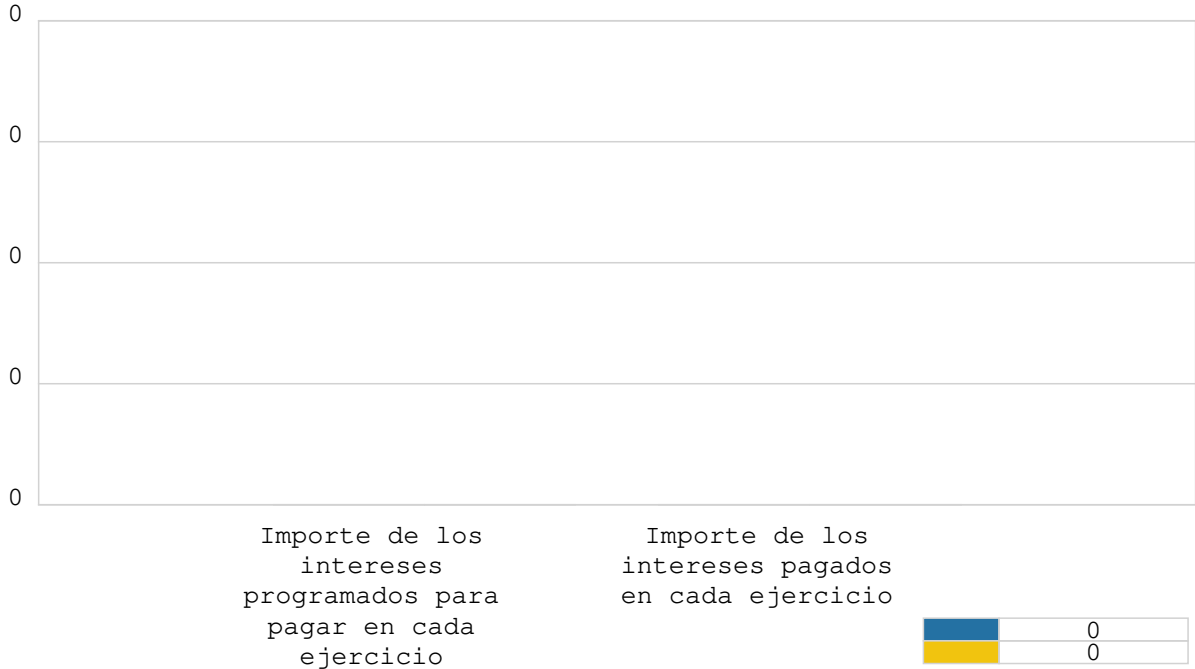 0
0
0
0
0
Importe de los
intereses
programados para
pagar en cada
ejercicio
Importe de los
intereses pagados
en cada ejercicio
0
0